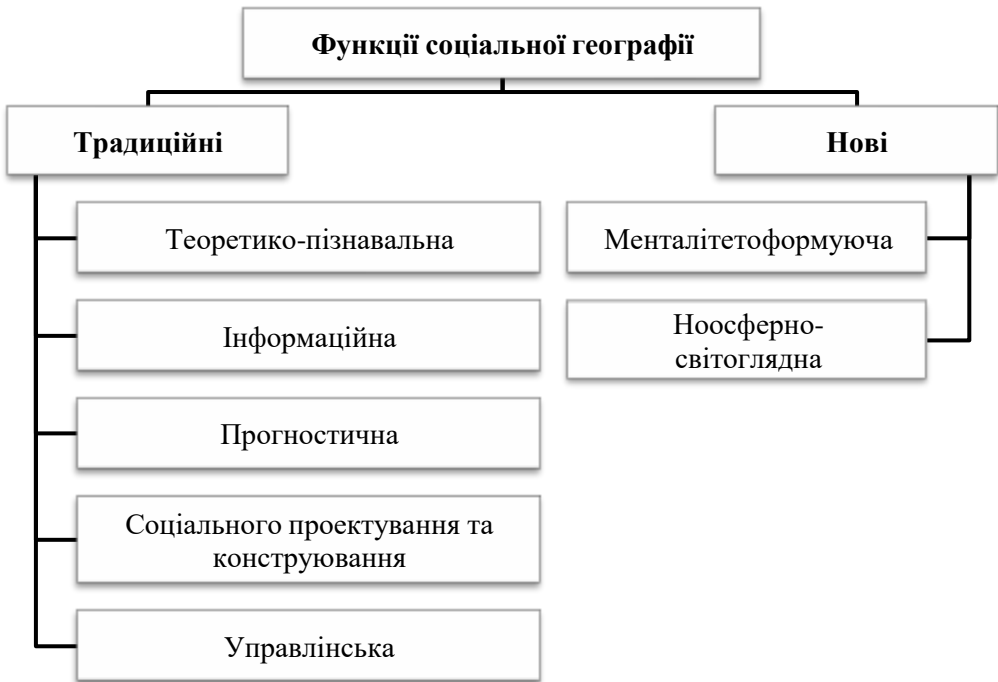 Функції соціальної географії
Традиційні
Теоретико-пізнавальна
Інформаційна
Прогностична
Соціального проектування та
конструювання
Управлінська
Нові
Менталітетоформуюча
Ноосферно-
світоглядна